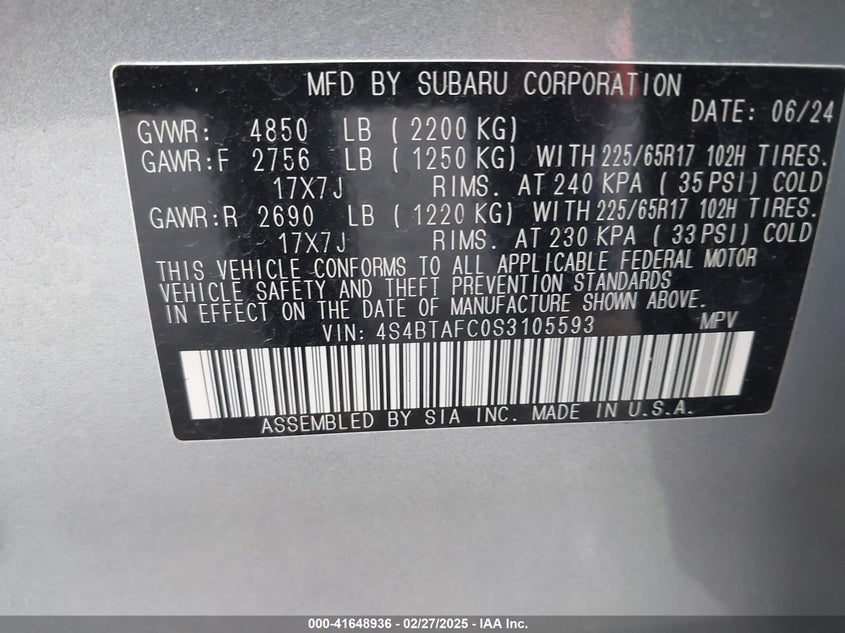 MFD BY SUBARU CORPORATION
DATE: 06/24
GVWR: 4850 LB (2200 KG)
GAWR:F 2756 LB (1250 KG) WITH 225/65R17 102H TIRES.
17X7J RIMS. AT 240 KPA (35 PSI) COLD
GAWR:R 2690 LB (1220 KG) WITH 225/65R17 102H TIRES.
17X7J RIMS. AT 230 KPA (33 PSI) COLD
THIS VEHICLE CONFORMS TO ALL APPLICABLE FEDERAL MOTOR
VEHICLE SAFETY AND THEFT PREVENTION STANDARDS
IN EFFECT ON THE DATE OF MANUFACTURE SHOWN ABOVE.
VIN: 4S4BTAFC0S3105593 MPV
ASSEMBLED BY SIA INC. MADE IN U.S.A.
000-41648936 - 02/27/2025 - IAA Inc.